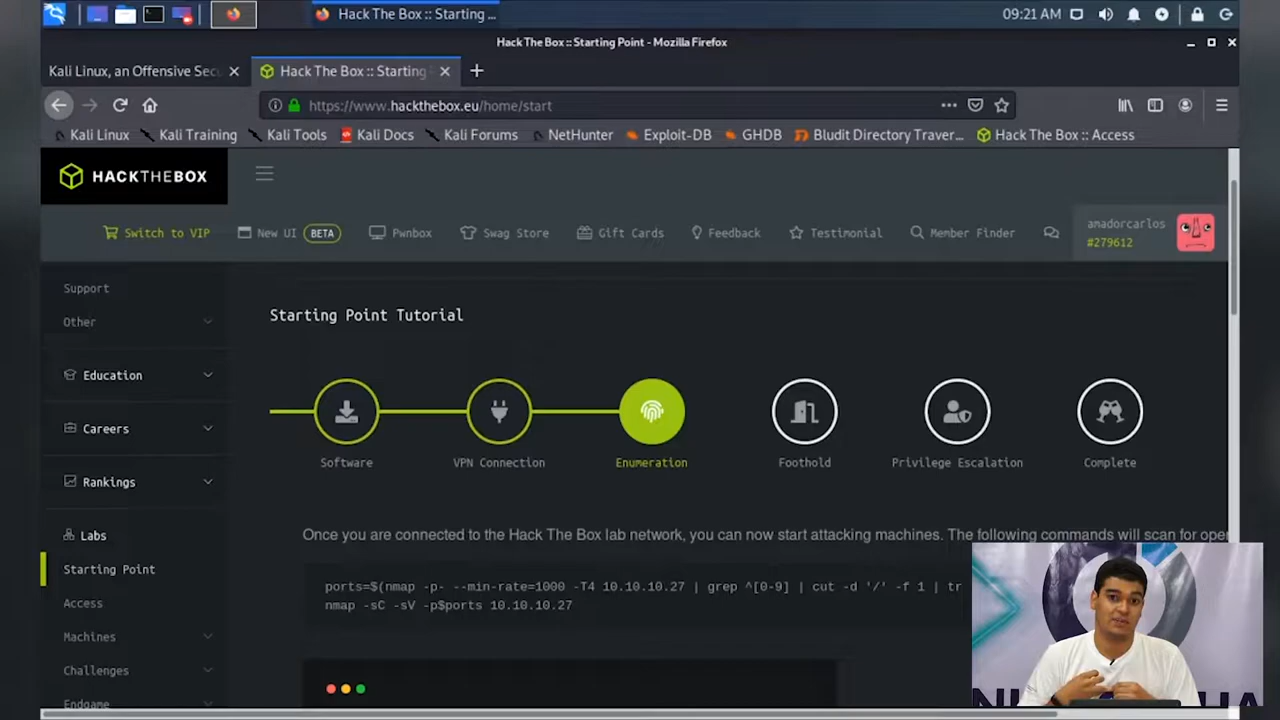 Hack The Box :: Starting ...
09:21 AM
Hack The Box :: Starting Point - Mozilla Firefox
Kali Linux, an Offensive Sec
Hack The Box :: Starting
https://www.hackthebox.eu/home/start
Kali Linux Kali Training Kali Tools Kali Docs Kali Forums NetHunter Exploit-DB GHDB Bludit Directory Traver... Hack The Box :: Access
HACKTHEBOX
Switch to VIP New UI BETA Pwnbox Swag Store Gift Cards Feedback Testimonial Member Finder
amadorcarlos
#279612
Support
Other
Education
Careers
Rankings
Labs
Starting Point
Access
Machines
Challenges
Endgame
Starting Point Tutorial
Software VPN Connection Enumeration Foothold Privilege Escalation Complete
Once you are connected to the Hack The Box lab network, you can now start attacking machines. The following commands will scan for oper
ports=$(nmap -p- --min-rate=1000 -T4 10.10.10.27 | grep ^[0-9] | cut -d '/' -f 1 | tr
nmap -sC -sV -p$ports 10.10.10.27